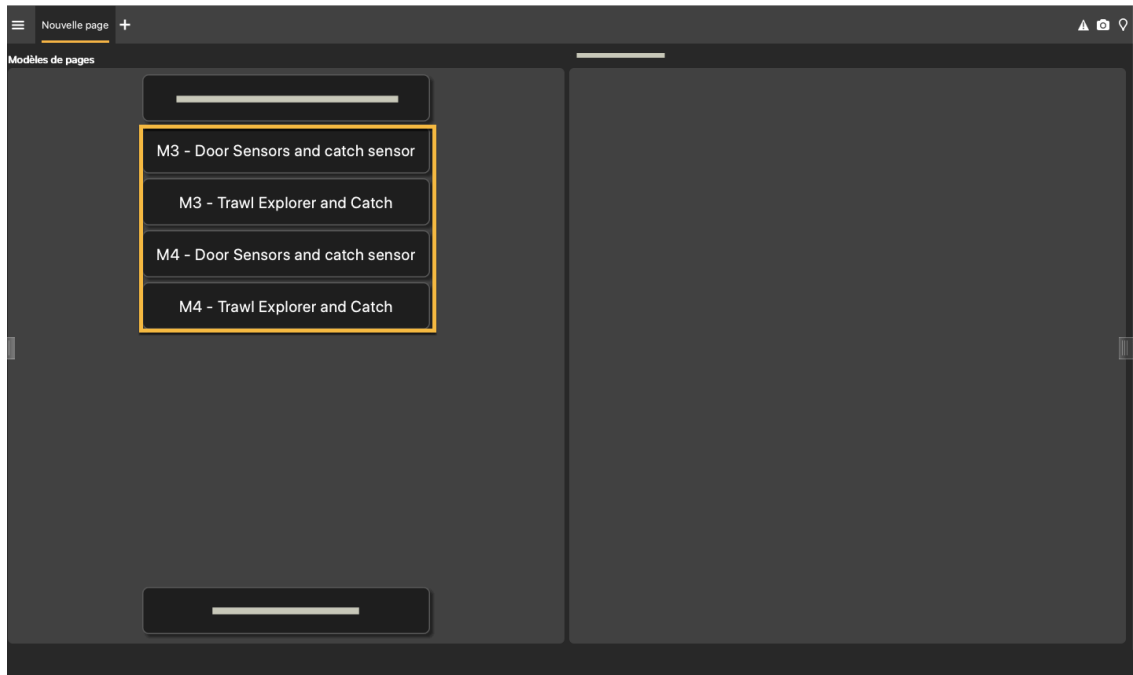 Nouvelle page +
Modèles de pages
M3 - Door Sensors and catch sensor
M3 - Trawl Explorer and Catch
M4 - Door Sensors and catch sensor
M4 - Trawl Explorer and Catch